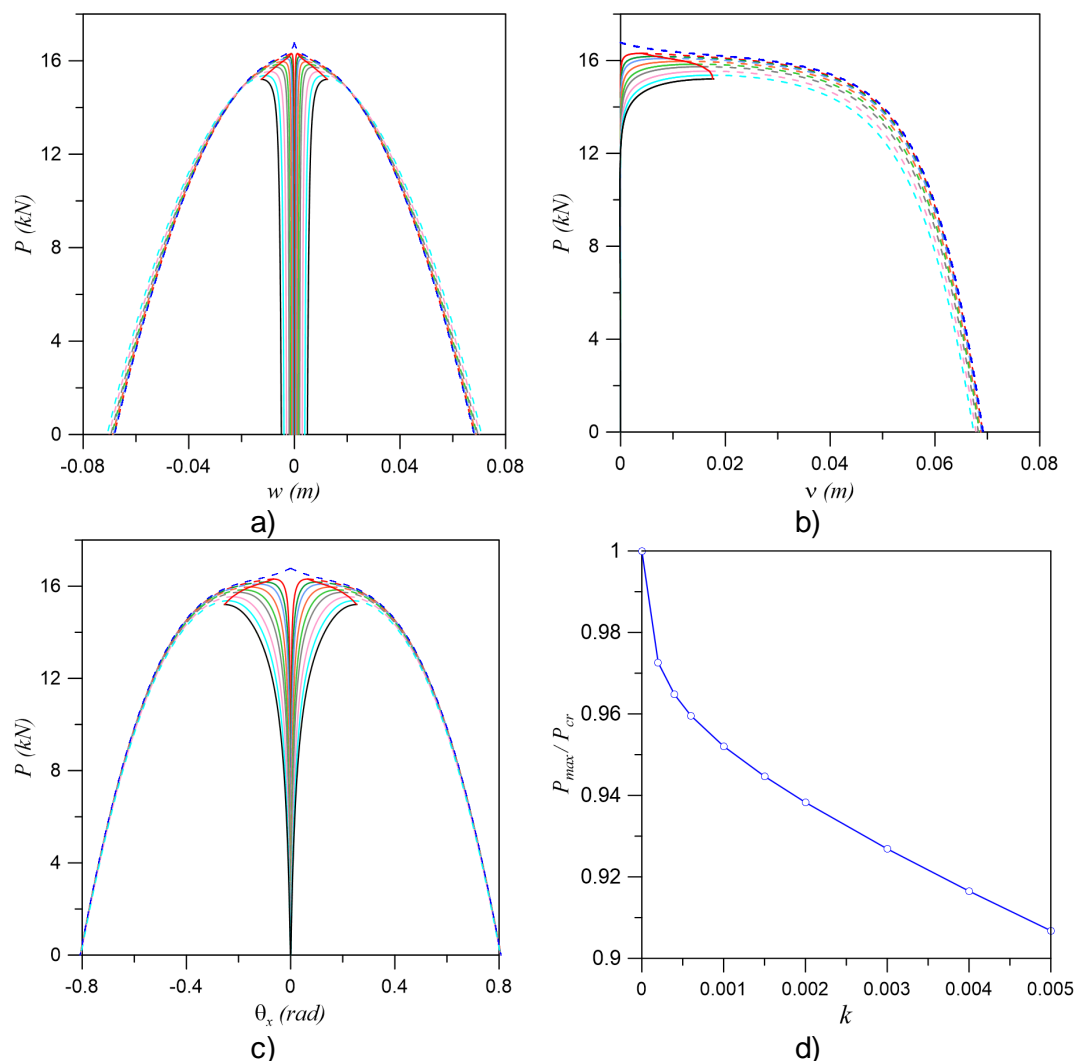 16
12
8
4
0
P (kN)
-0.08 -0.04 0 0.04 0.08
w (m)
a)
16
12
8
4
0
P (kN)
0 0.02 0.04 0.06 0.08
ν (m)
b)
16
12
8
4
0
P (kN)
-0.8 -0.4 0 0.4 0.8
θx (rad)
c)
1
0.98
0.96
0.94
0.92
0.9
Pmax / Pcr
0 0.001 0.002 0.003 0.004 0.005
k
d)